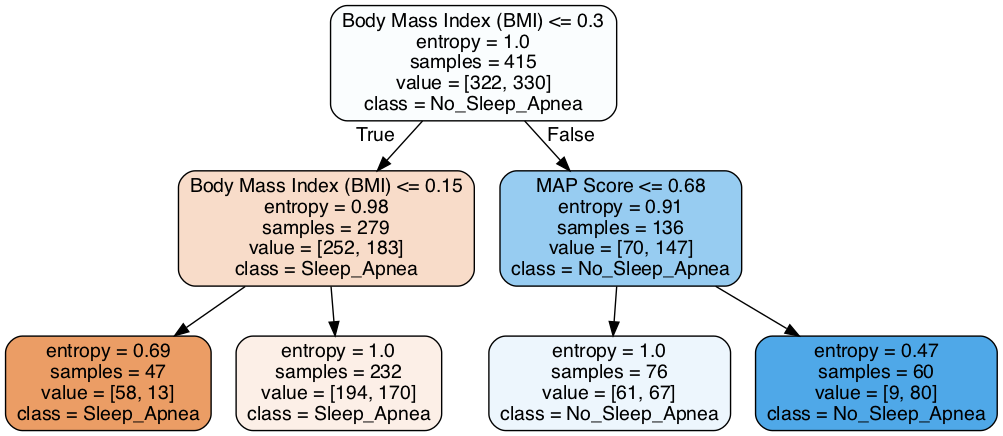 Body Mass Index (BMI) <= 0.3
entropy = 1.0
samples = 415
value = [322, 330]
class = No_Sleep_Apnea
True
False
Body Mass Index (BMI) <= 0.15
entropy = 0.98
samples = 279
value = [252, 183]
class = Sleep_Apnea
MAP Score <= 0.68
entropy = 0.91
samples = 136
value = [70, 147]
class = No_Sleep_Apnea
entropy = 0.69
samples = 47
value = [58, 13]
class = Sleep_Apnea
entropy = 1.0
samples = 232
value = [194, 170]
class = Sleep_Apnea
entropy = 1.0
samples = 76
value = [61, 67]
class = No_Sleep_Apnea
entropy = 0.47
samples = 60
value = [9, 80]
class = No_Sleep_Apnea